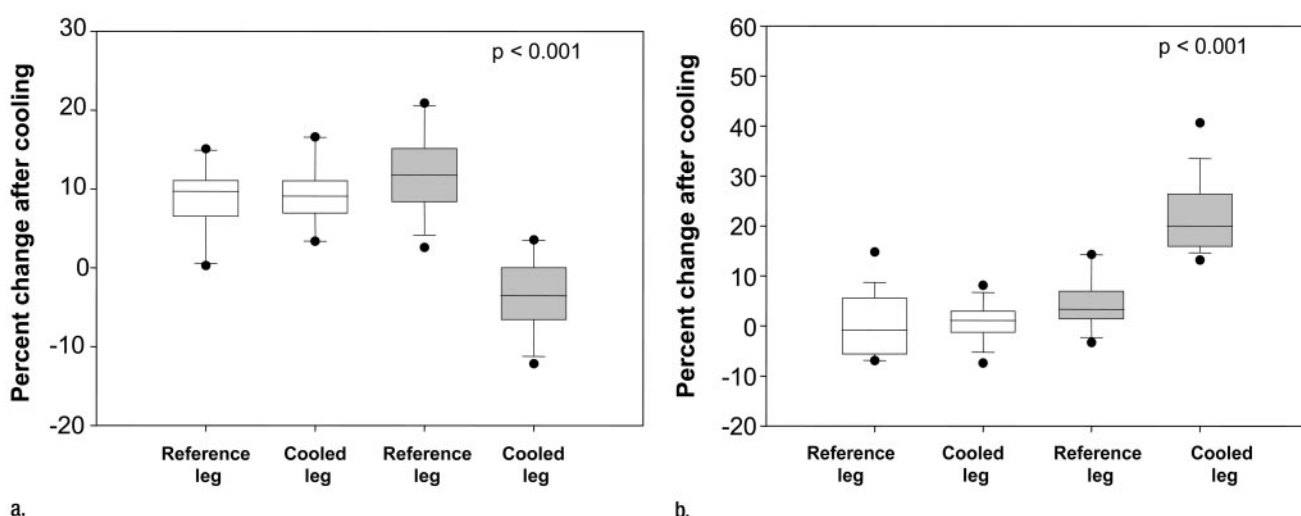 30
20
10
0
-10
-20
Percent change after cooling
p < 0.001
Reference leg
Cooled leg
Reference leg
Cooled leg
a.
60
50
40
30
20
10
0
-10
-20
Percent change after cooling
p < 0.001
Reference leg
Cooled leg
Reference leg
Cooled leg
b.